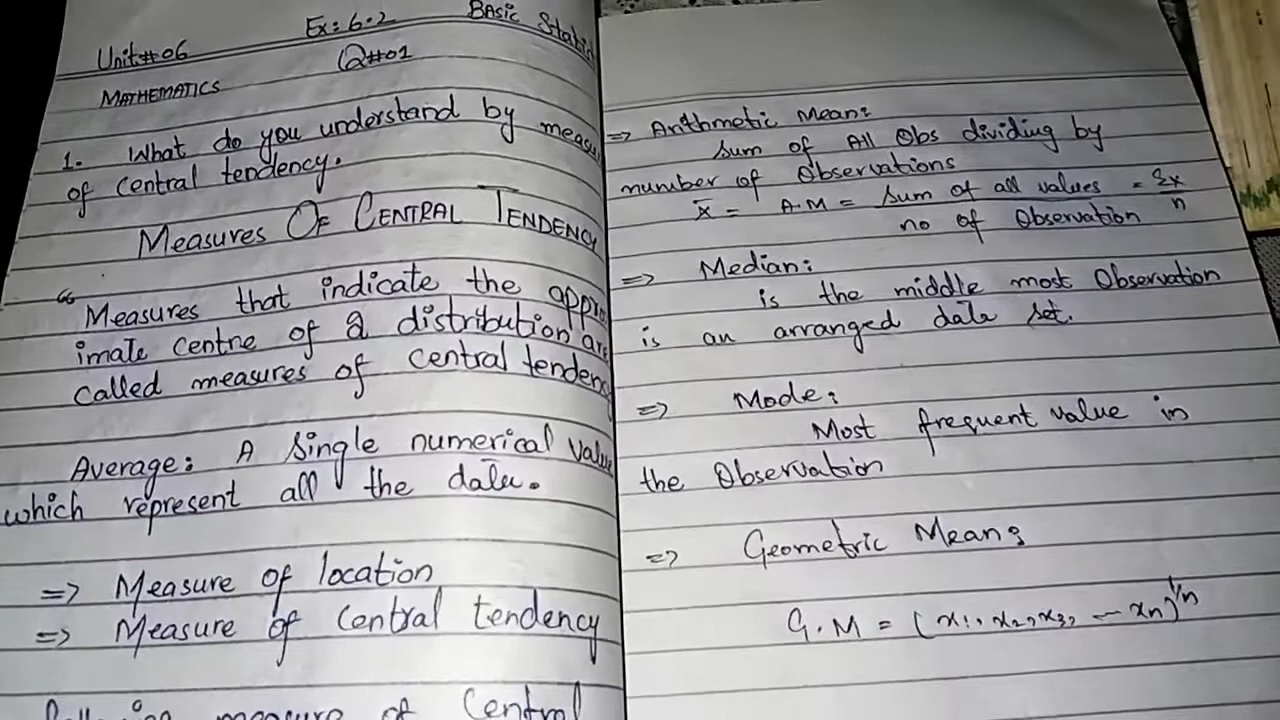 Ex: 6.2
Basic Statis
Unit#06
Q#01
MATHEMATICS
1. What do you understand by measu
of central tendency.
MEASURES OF CENTRAL TENDENCY
“Measures that indicate the appro
imate centre of a distribution are
called measures of central tendenc
Average: A single numerical value
which represent all the data.
=> Measure of location
=> Measure of central tendency
measure of Central
=> Arithmetic Mean:
Sum of All Obs dividing by
number of Observations
x̄ = A.M = sum of all values / no of Observation = Σx/n
=> Median:
is the middle most Observation
is an arranged data set.
=> Mode:
Most frequent value in
the Observation
=> Geometric Mean:
G.M = (x1, x2, x3, - xn)^1/n